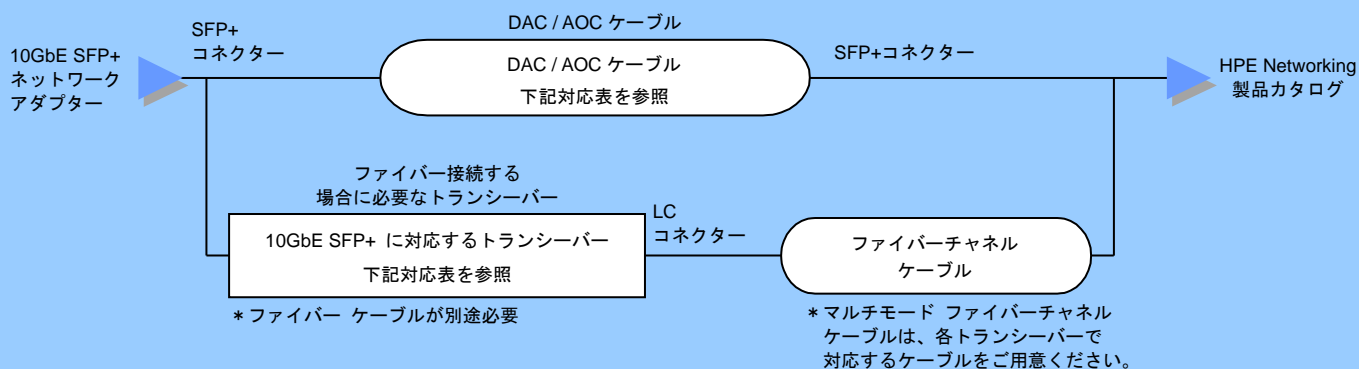 10GbE SFP+
ネットワーク
アダプター
SFP+
コネクター
DAC / AOC ケーブル
DAC / AOC ケーブル
下記対応表を参照
SFP+コネクター
HPE Networking
製品カタログ
ファイバー接続する
場合に必要なトランシーバー
10GbE SFP+ に対応するトランシーバー
下記対応表を参照
*ファイバー ケーブルが別途必要
LC
コネクター
ファイバーチャネル
ケーブル
*マルチモード ファイバーチャネル
ケーブルは、各トランシーバーで
対応するケーブルをご用意ください。